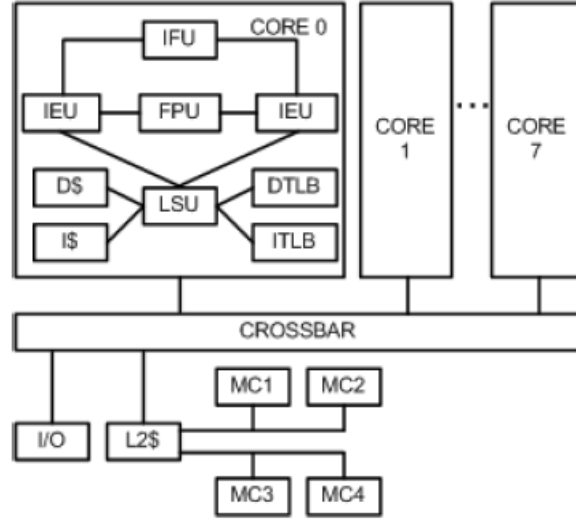 CORE 0
IFU
IEU
FPU
IEU
D$
DTLB
LSU
I$
ITLB
CORE
1
...
CORE
7
CROSSBAR
MC1
MC2
I/O
L2$
MC3
MC4